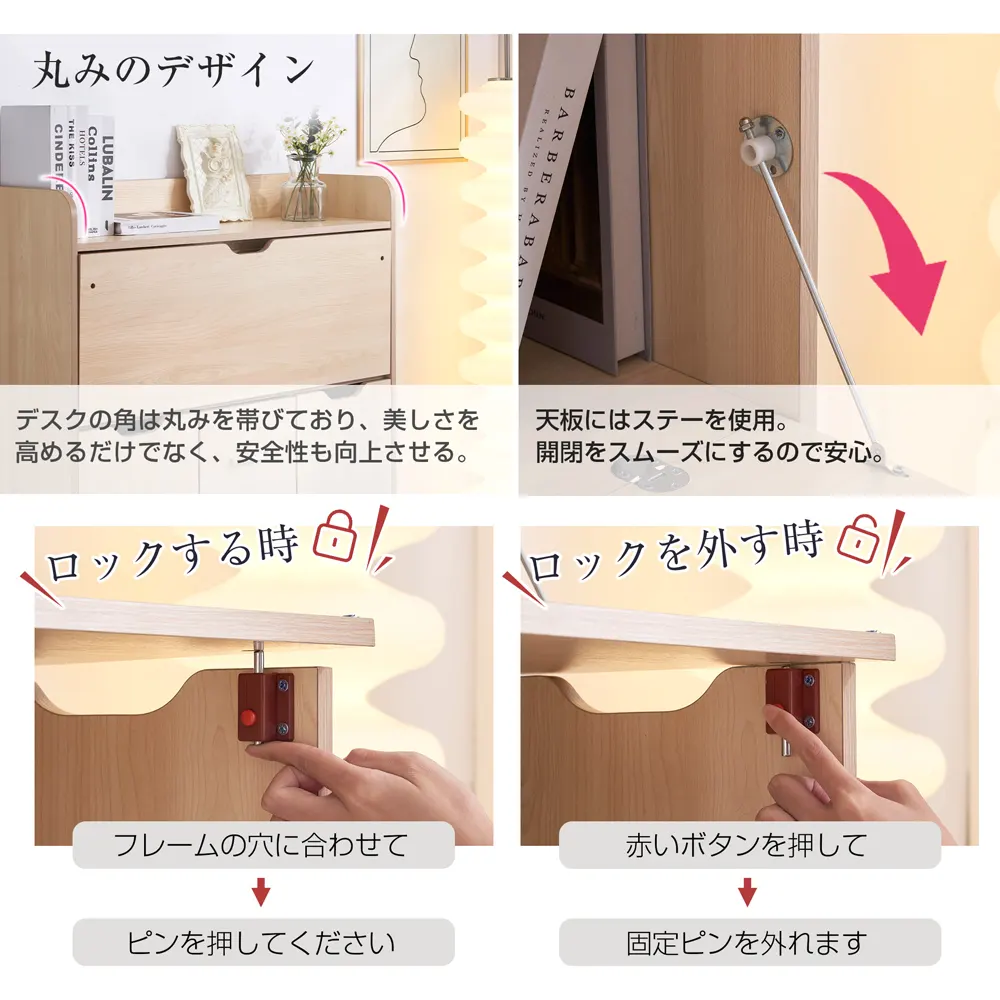 丸みのデザイン
LUBALIN
Collins
HOTELS
THE KISS
BARBERABAR
REALIZED BY
デスクの角は丸みを帯びており、美しさを
高めるだけでなく、安全性も向上させる。
天板にはステーを使用。
開閉をスムーズにするので安心。
ロックする時
ロックを外す時
フレームの穴に合わせて
ピンを押してください
赤いボタンを押して
固定ピンを外れます